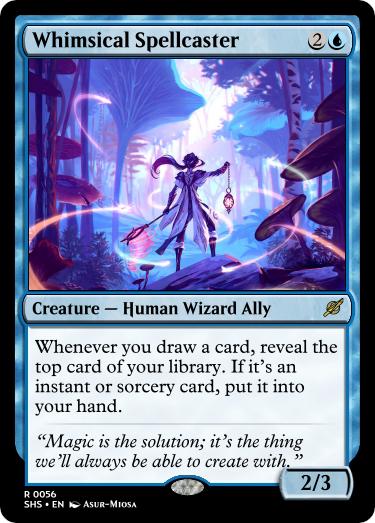 Whimsical Spellcaster 2
Creature — Human Wizard Ally
Whenever you draw a card, reveal the
top card of your library. If it's an
instant or sorcery card, put it into
your hand.
“Magic is the solution; it's the thing
we'll always be able to create with.”
2/3
R 0056
SHS • EN Asur-Miosa